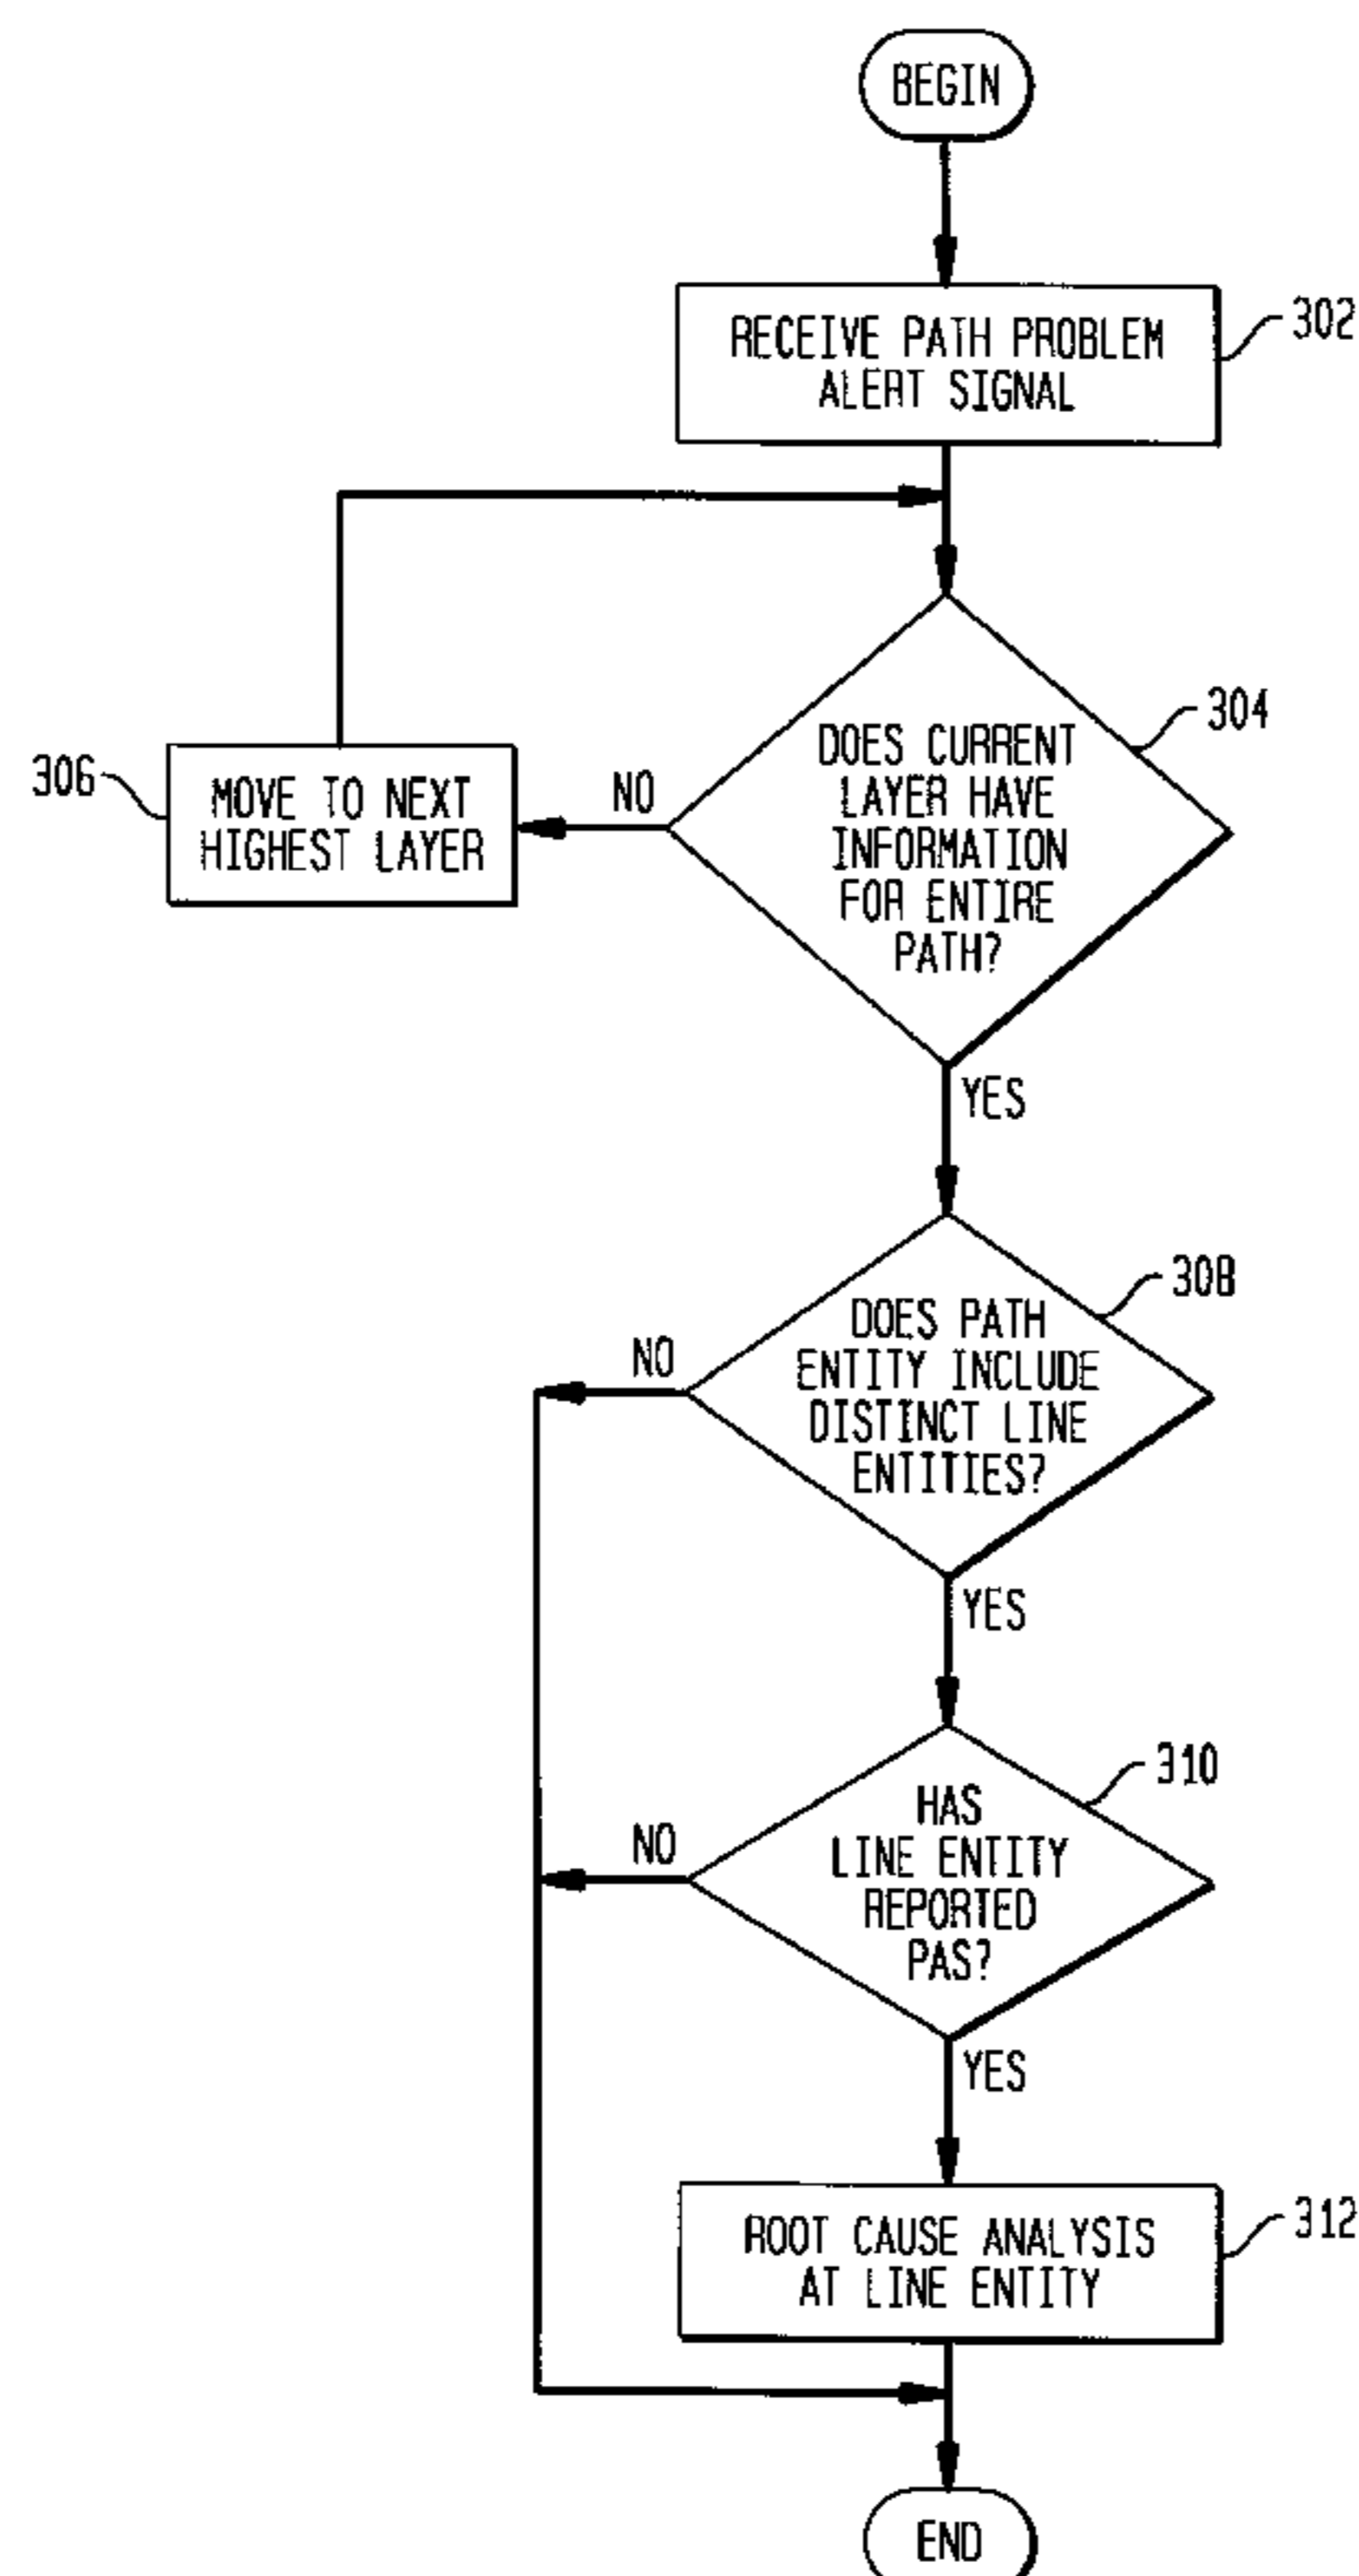 BEGIN
RECEIVE PATH PROBLEM
ALERT SIGNAL
302
DOES CURRENT
LAYER HAVE
INFORMATION
FOR ENTIRE
PATH?
304
NO
306
MOVE TO NEXT
HIGHEST LAYER
YES
DOES PATH
ENTITY INCLUDE
DISTINCT LINE
ENTITIES?
308
NO
YES
HAS
LINE ENTITY
REPORTED
PAS?
310
NO
YES
ROOT CAUSE ANALYSIS
AT LINE ENTITY
312
END